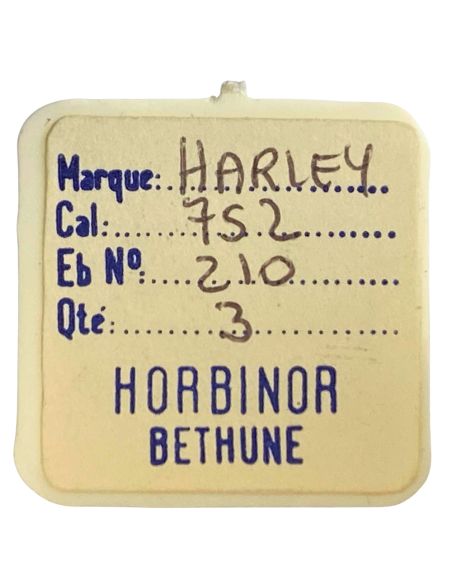 Marque: HARLEY
Cal: 752
Eb Nº: 210
Qté: 3
HORBINOR
BETHUNE